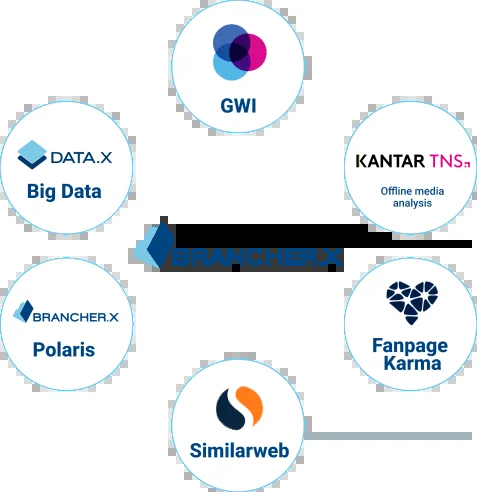 GWI
DATA.X
Big Data
KANTAR TNS
Offline media
analysis
BRANCHER.X
BRANCHER.X
Polaris
Fanpage
Karma
Similarweb